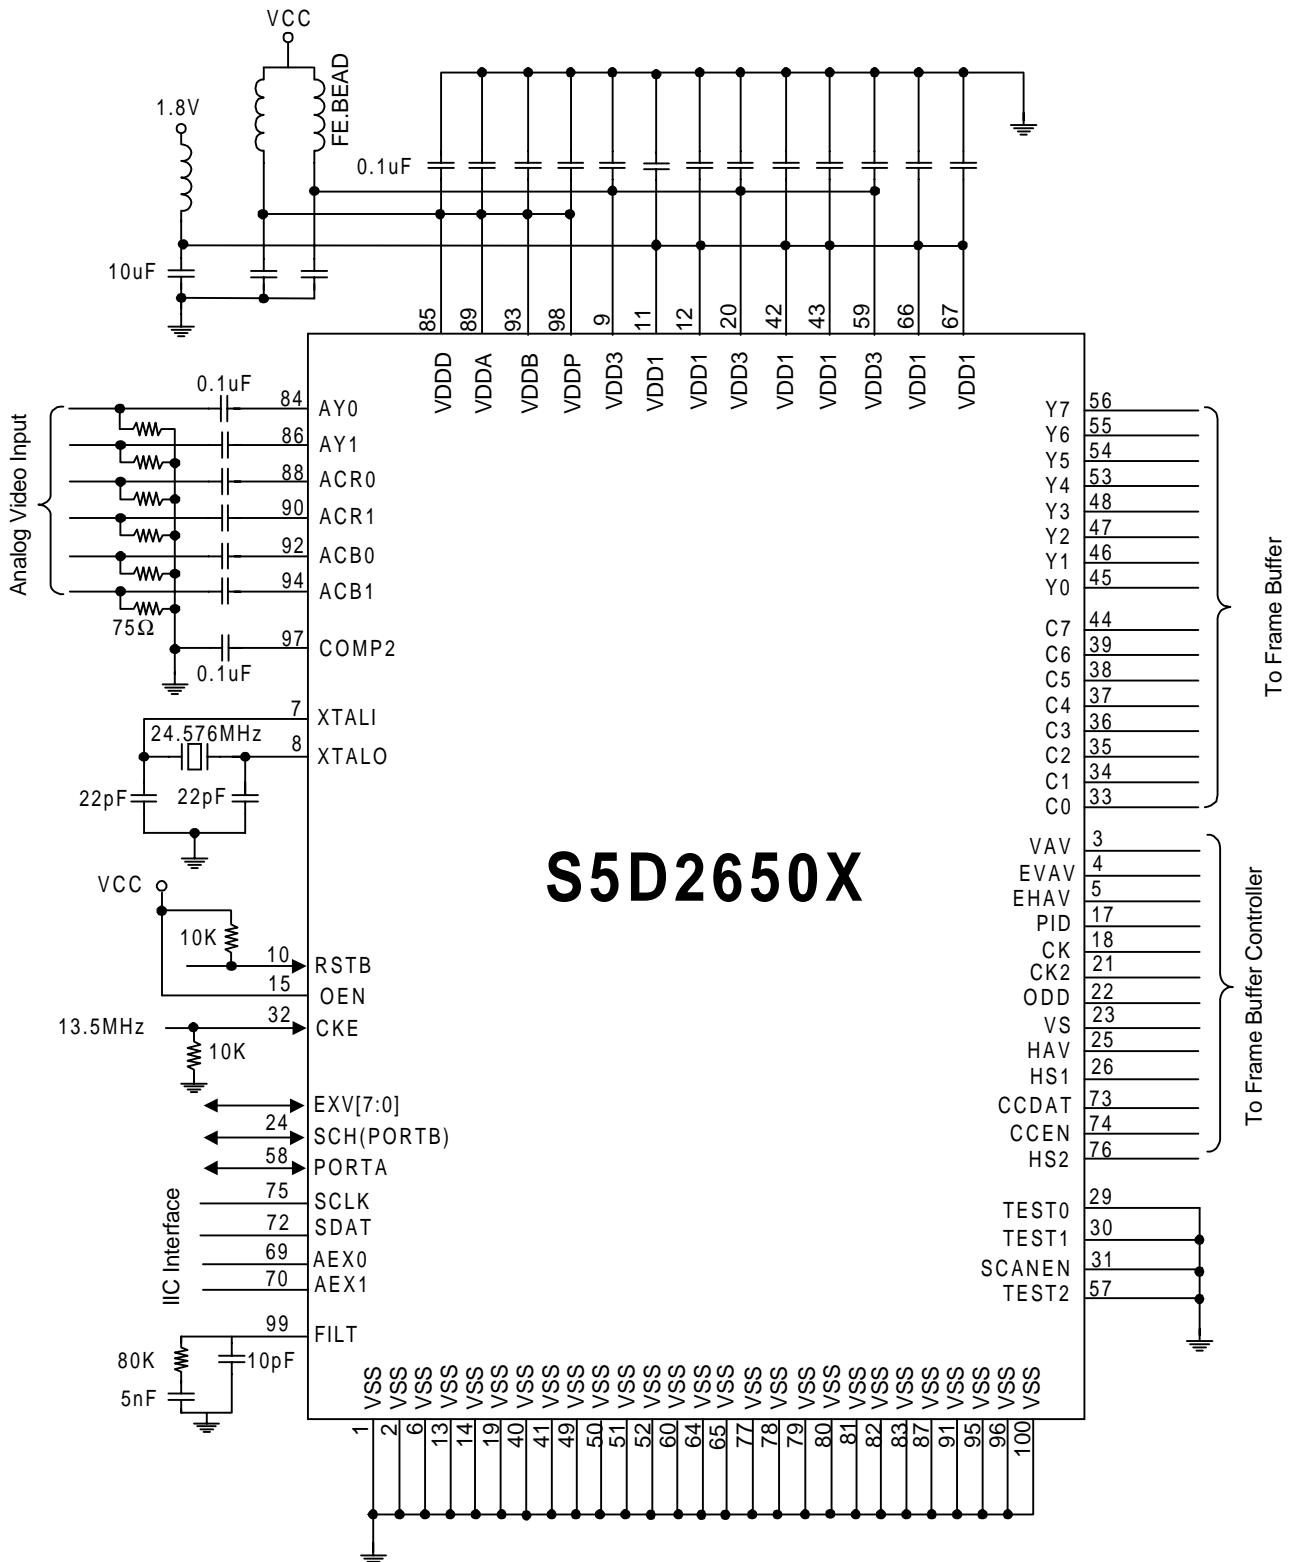 VCC
FE.BEAD
1.8V
0.1uF
10uF
85 89 93 98 9 11 12 20 42 43 59 66 67
VDDD VDDA VDDB VDDP VDD3 VDD1 VDD1 VDD3 VDD1 VDD1 VDD3 VDD1 VDD1
Analog Video Input
0.1uF
84 AY0
86 AY1
88 ACR0
90 ACR1
92 ACB0
94 ACB1
75Ω
97 COMP2
0.1uF
7 XTALI
24.576MHz
8 XTALO
22pF 22pF
VCC
10K
10 RSTB
15 OEN
13.5MHz
32 CKE
10K
EXV[7:0]
24 SCH(PORTB)
58 PORTA
IIC Interface
75 SCLK
72 SDAT
69 AEX0
70 AEX1
99 FILT
80K
10pF
5nF
S5D2650X
Y7 56
Y6 55
Y5 54
Y4 53
Y3 48
Y2 47
Y1 46
Y0 45
C7 44
C6 39
C5 38
C4 37
C3 36
C2 35
C1 34
C0 33
To Frame Buffer
VAV 3
EVAV 4
EHAV 5
PID 17
CK 18
CK2 21
ODD 22
VS 23
HAV 25
HS1 26
CCDAT 73
CCEN 74
HS2 76
To Frame Buffer Controller
TEST0 29
TEST1 30
SCANEN 31
TEST2 57
VSS VSS VSS VSS VSS VSS VSS VSS VSS VSS VSS VSS VSS VSS VSS VSS VSS VSS VSS VSS VSS VSS VSS VSS VSS VSS VSS
1 2 6 13 14 19 40 41 49 50 51 52 60 64 65 77 78 79 80 81 82 83 87 91 95 96 100